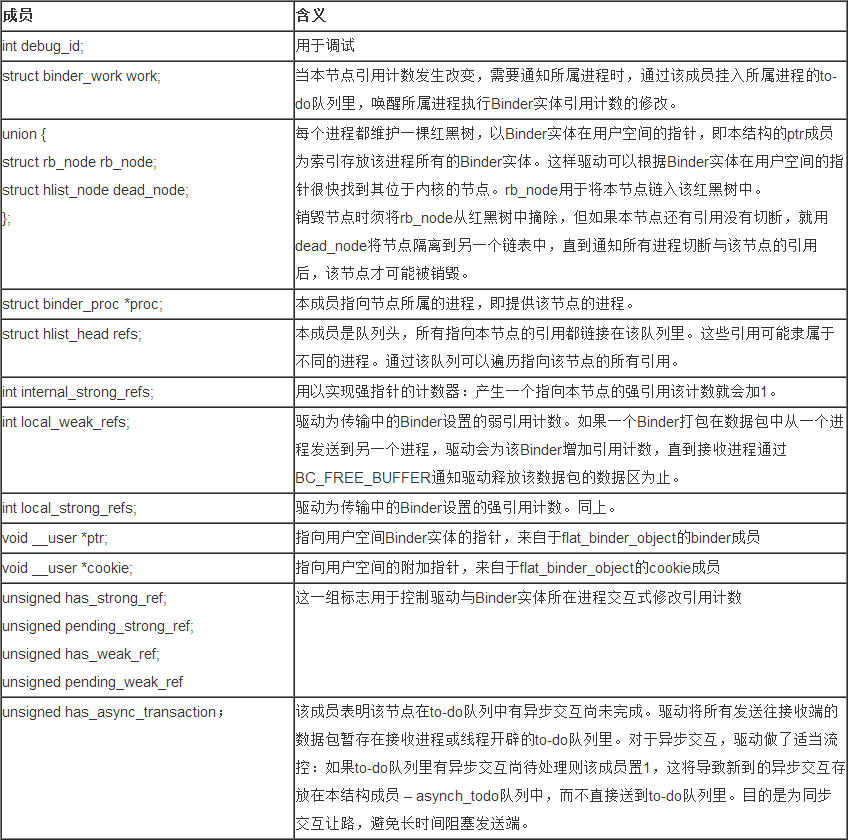 成员
含义
int debug_id;
用于调试
struct binder_work work;
当本节点引用计数发生改变，需要通知所属进程时，通过该成员挂入所属进程的to-
do队列里，唤醒所属进程执行Binder实体引用计数的修改。
union {
struct rb_node rb_node;
struct hlist_node dead_node;
};
每个进程都维护一棵红黑树，以Binder实体在用户空间的指针，即本结构的ptr成员
为索引存放该进程所有的Binder实体。这样驱动可以根据Binder实体在用户空间的指
针很快找到其位于内核的节点。rb_node用于将本节点链入该红黑树中。
销毁节点时须将rb_node从红黑树中摘除，但如果本节点还有引用没有切断，就用
dead_node将节点隔离到另一个链表中，直到通知所有进程切断与该节点的引用
后，该节点才可能被销毁。
struct binder_proc *proc;
本成员指向节点所属的进程，即提供该节点的进程。
struct hlist_head refs;
本成员是队列头，所有指向本节点的引用都链接在该队列里。这些引用可能隶属于
不同的进程。通过该队列可以遍历指向该节点的所有引用。
int internal_strong_refs;
用以实现强指针的计数器：产生一个指向本节点的强引用该计数就会加1。
int local_weak_refs;
驱动为传输中的Binder设置的弱引用计数。如果一个Binder打包在数据包中从一个进
程发送到另一个进程，驱动会为该Binder增加引用计数，直到接收进程通过
BC_FREE_BUFFER通知驱动释放该数据包的数据区为止。
int local_strong_refs;
驱动为传输中的Binder设置的强引用计数。同上。
void __user *ptr;
指向用户空间Binder实体的指针，来自于flat_binder_object的binder成员
void __user *cookie;
指向用户空间的附加指针，来自于flat_binder_object的cookie成员
unsigned has_strong_ref;
unsigned pending_strong_ref;
unsigned has_weak_ref;
unsigned pending_weak_ref
这一组标志用于控制驱动与Binder实体所在进程交互式修改引用计数
unsigned has_async_transaction；
该成员表明该节点在to-do队列中有异步交互尚未完成。驱动将所有发送往接收端的
数据包暂存在接收进程或线程开辟的to-do队列里。对于异步交互，驱动做了适当流
控：如果to-do队列里有异步交互尚待处理则该成员置1，这将导致新到的异步交互存
放在本结构成员 – asynch_todo队列中，而不直接送到to-do队列里。目的是为同步
交互让路，避免长时间阻塞发送端。